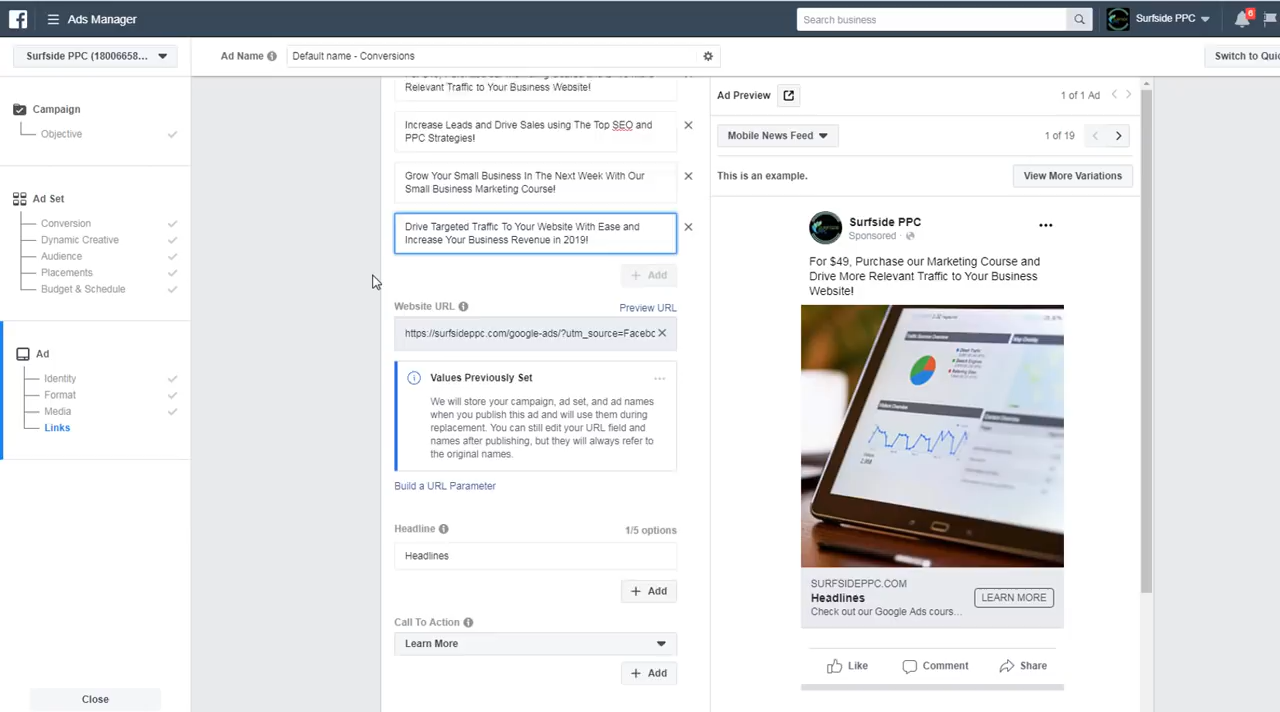 Ads Manager
Search business
Surfside PPC
6
Surfside PPC (18006658...
Ad Name
Default name - Conversions
Switch to Quic
Campaign
Objective
Ad Set
Conversion
Dynamic Creative
Audience
Placements
Budget & Schedule
Ad
Identity
Format
Media
Links
Close
Relevant Traffic to Your Business Website!
Increase Leads and Drive Sales using The Top SEO and
PPC Strategies!
Grow Your Small Business In The Next Week With Our
Small Business Marketing Course!
Drive Targeted Traffic To Your Website With Ease and
Increase Your Business Revenue in 2019!
+ Add
Website URL
Preview URL
https://surfsideppc.com/google-ads/?utm_source=Facebc
Values Previously Set
We will store your campaign, ad set, and ad names
when you publish this ad and will use them during
replacement. You can still edit your URL field and
names after publishing, but they will always refer to
the original names.
Build a URL Parameter
Headline
1/5 options
Headlines
+ Add
Call To Action
Learn More
+ Add
Ad Preview
1 of 1 Ad
Mobile News Feed
1 of 19
This is an example.
View More Variations
Surfside PPC
Sponsored
For $49, Purchase our Marketing Course and
Drive More Relevant Traffic to Your Business
Website!
SURFSIDEPPC.COM
Headlines
Check out our Google Ads cours...
LEARN MORE
Like
Comment
Share